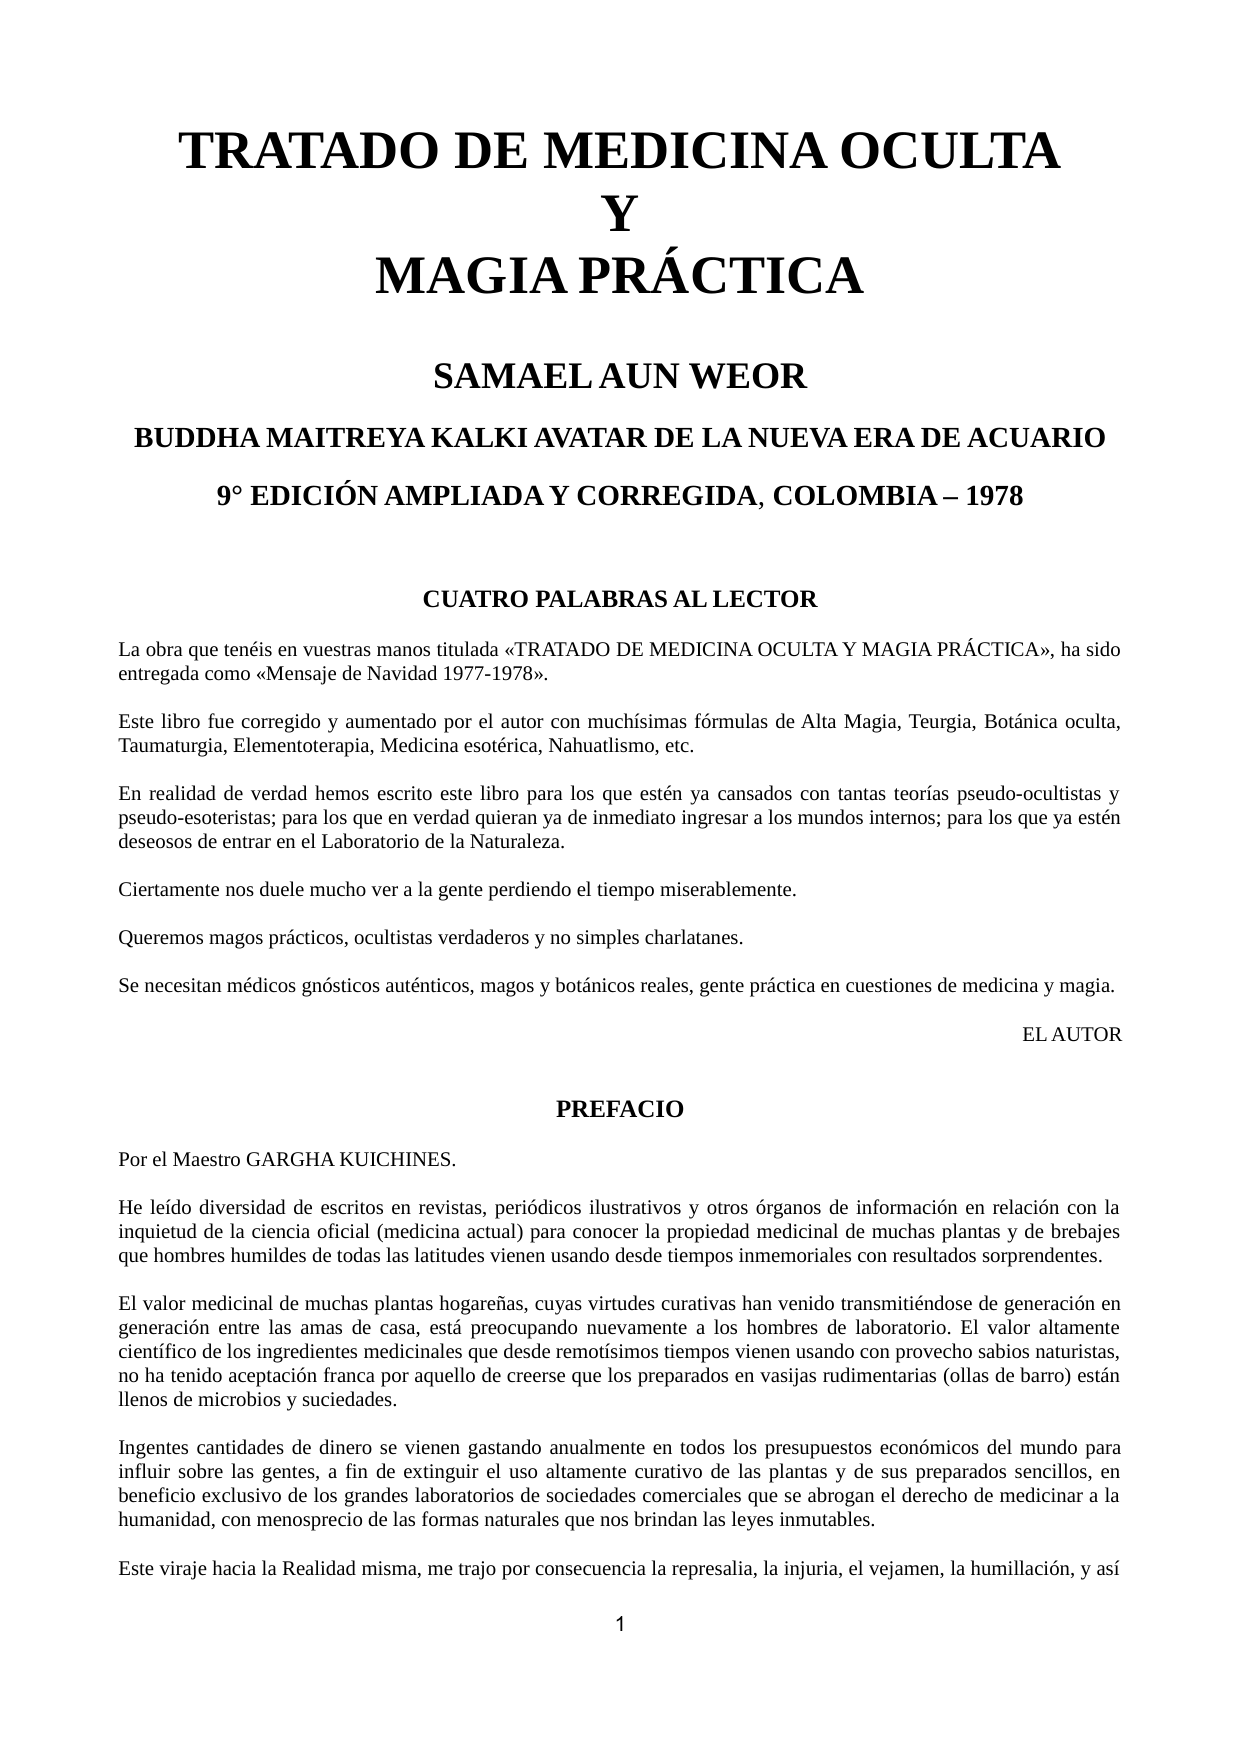 TRATADO DE MEDICINA OCULTA
Y
MAGIA PRÁCTICA
SAMAEL AUN WEOR
BUDDHA MAITREYA KALKI AVATAR DE LA NUEVA ERA DE ACUARIO
9° EDICIÓN AMPLIADA Y CORREGIDA, COLOMBIA – 1978
CUATRO PALABRAS AL LECTOR
La obra que tenéis en vuestras manos titulada «TRATADO DE MEDICINA OCULTA Y MAGIA PRÁCTICA», ha sido
entregada como «Mensaje de Navidad 1977-1978».
Este libro fue corregido y aumentado por el autor con muchísimas fórmulas de Alta Magia, Teurgia, Botánica oculta,
Taumaturgia, Elementoterapia, Medicina esotérica, Nahuatlismo, etc.
En realidad de verdad hemos escrito este libro para los que estén ya cansados con tantas teorías pseudo-ocultistas y
pseudo-esoteristas; para los que en verdad quieran ya de inmediato ingresar a los mundos internos; para los que ya estén
deseosos de entrar en el Laboratorio de la Naturaleza.
Ciertamente nos duele mucho ver a la gente perdiendo el tiempo miserablemente.
Queremos magos prácticos, ocultistas verdaderos y no simples charlatanes.
Se necesitan médicos gnósticos auténticos, magos y botánicos reales, gente práctica en cuestiones de medicina y magia.
EL AUTOR
PREFACIO
Por el Maestro GARGHA KUICHINES.
He leído diversidad de escritos en revistas, periódicos ilustrativos y otros órganos de información en relación con la
inquietud de la ciencia oficial (medicina actual) para conocer la propiedad medicinal de muchas plantas y de brebajes
que hombres humildes de todas las latitudes vienen usando desde tiempos inmemoriales con resultados sorprendentes.
El valor medicinal de muchas plantas hogareñas, cuyas virtudes curativas han venido transmitiéndose de generación en
generación entre las amas de casa, está preocupando nuevamente a los hombres de laboratorio. El valor altamente
científico de los ingredientes medicinales que desde remotísimos tiempos vienen usando con provecho sabios naturistas,
no ha tenido aceptación franca por aquello de creerse que los preparados en vasijas rudimentarias (ollas de barro) están
llenos de microbios y suciedades.
Ingentes cantidades de dinero se vienen gastando anualmente en todos los presupuestos económicos del mundo para
influir sobre las gentes, a fin de extinguir el uso altamente curativo de las plantas y de sus preparados sencillos, en
beneficio exclusivo de los grandes laboratorios de sociedades comerciales que se abrogan el derecho de medicinar a la
humanidad, con menosprecio de las formas naturales que nos brindan las leyes inmutables.
Este viraje hacia la Realidad misma, me trajo por consecuencia la represalia, la injuria, el vejamen, la humillación, y así
1